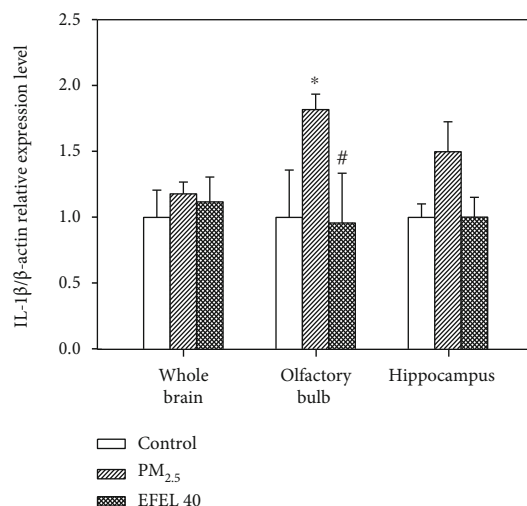 IL-1β/β-actin relative expression level
2.5
2.0
1.5
1.0
0.5
0.0
*
#
Whole
brain
Olfactory
bulb
Hippocampus
Control
PM2.5
EFEL 40